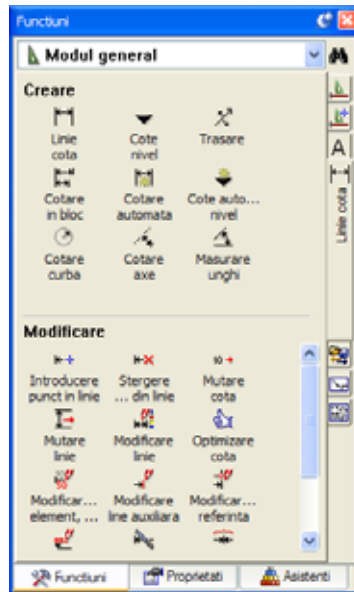 Functiuni
Modul general
Creare
Linie cota
Cote nivel
Trasare
Cotare in bloc
Cotare automata
Cote auto... nivel
Cotare curba
Cotare axe
Masurare unghi
A
Linie cota
Modificare
Introducere punct in linie
Stergere ... din linie
Mutare cota
Mutare linie
Modificare linie
Optimizare cota
Modificar... element, ...
Modificare line auxiliara
Modificar... referinta
Functiuni
Proprietati
Asistenti